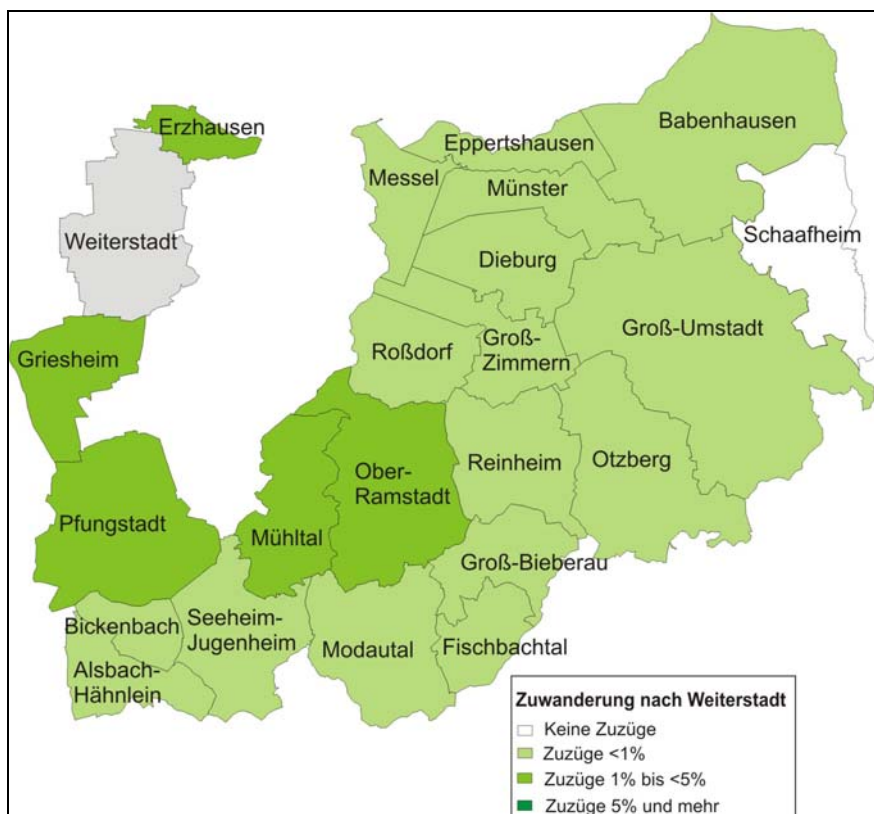 Erzhausen
Babenhausen
Eppertshausen
Messel
Münster
Weiterstadt
Schaafheim
Dieburg
Groß-Umstadt
Griesheim
Roßdorf
Groß-
Zimmern
Reinheim
Otzberg
Ober-
Ramstadt
Pfungstadt
Mühltal
Groß-Bieberau
Bickenbach
Seeheim-
Jugenheim
Modautal
Fischbachtal
Alsbach-
Hähnlein
Zuwanderung nach Weiterstadt
Keine Zuzüge
Zuzüge <1%
Zuzüge 1% bis <5%
Zuzüge 5% und mehr